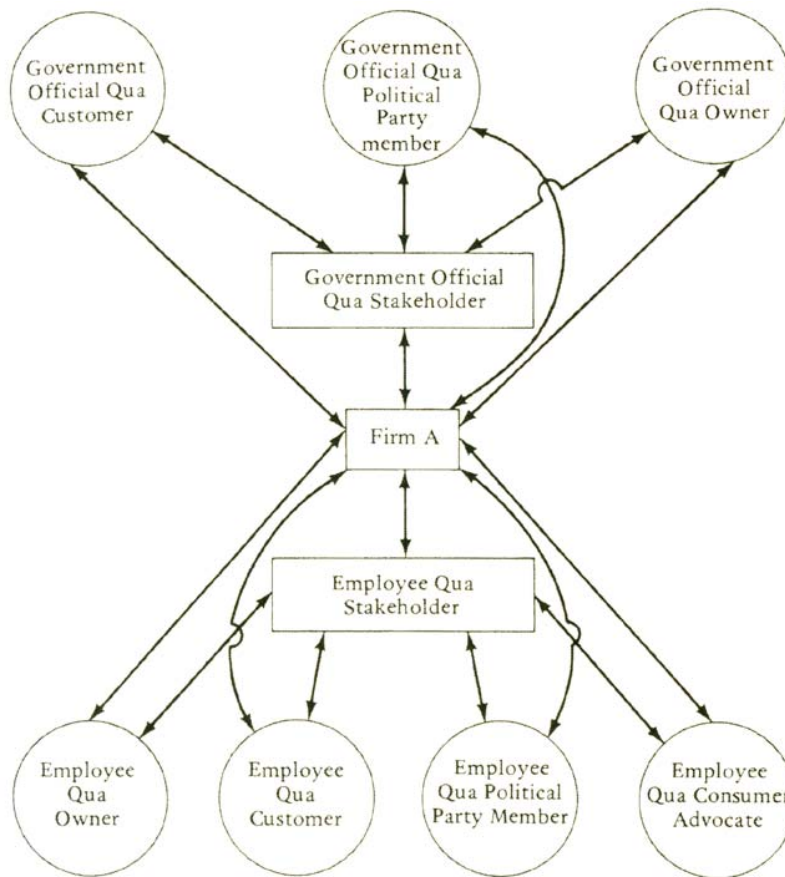 Government
Official Qua
Customer
Government
Official Qua
Political
Party
member
Government
Official
Qua Owner
Government Official
Qua Stakeholder
Firm A
Employee Qua
Stakeholder
Employee
Qua
Owner
Employee
Qua
Customer
Employee
Qua Political
Party Member
Employee
Qua Consumer
Advocate